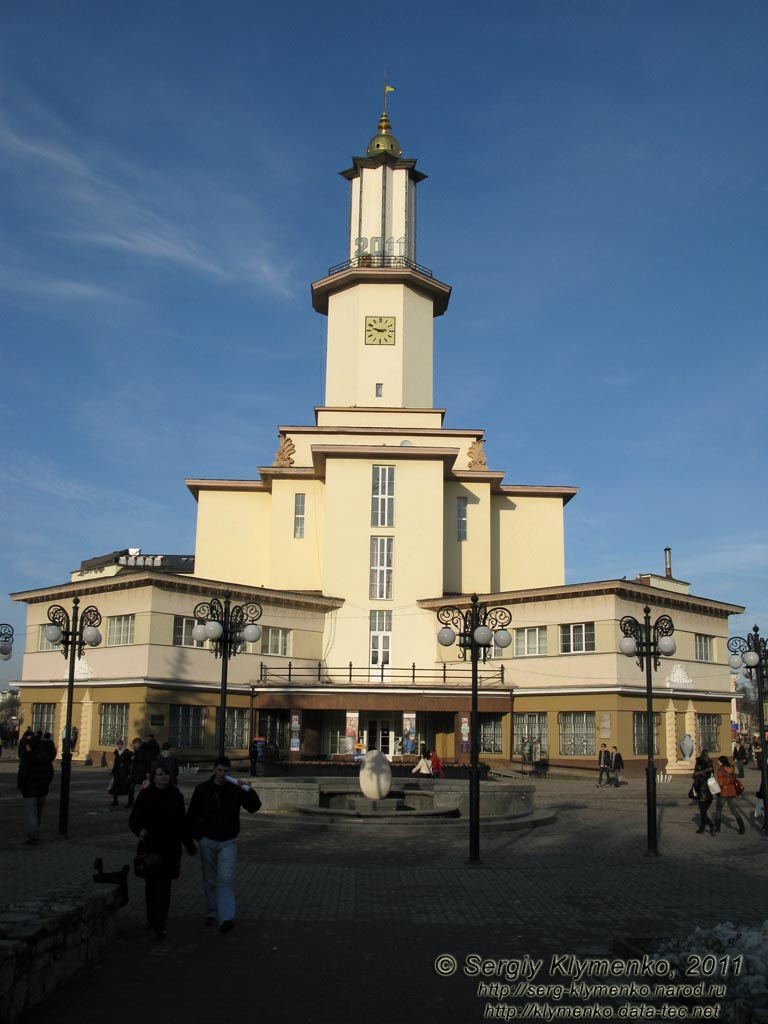 2011
© Sergiy Klymenko, 2011
http://serg-klymenko.narod.ru
http://klymenko.data-tec.net